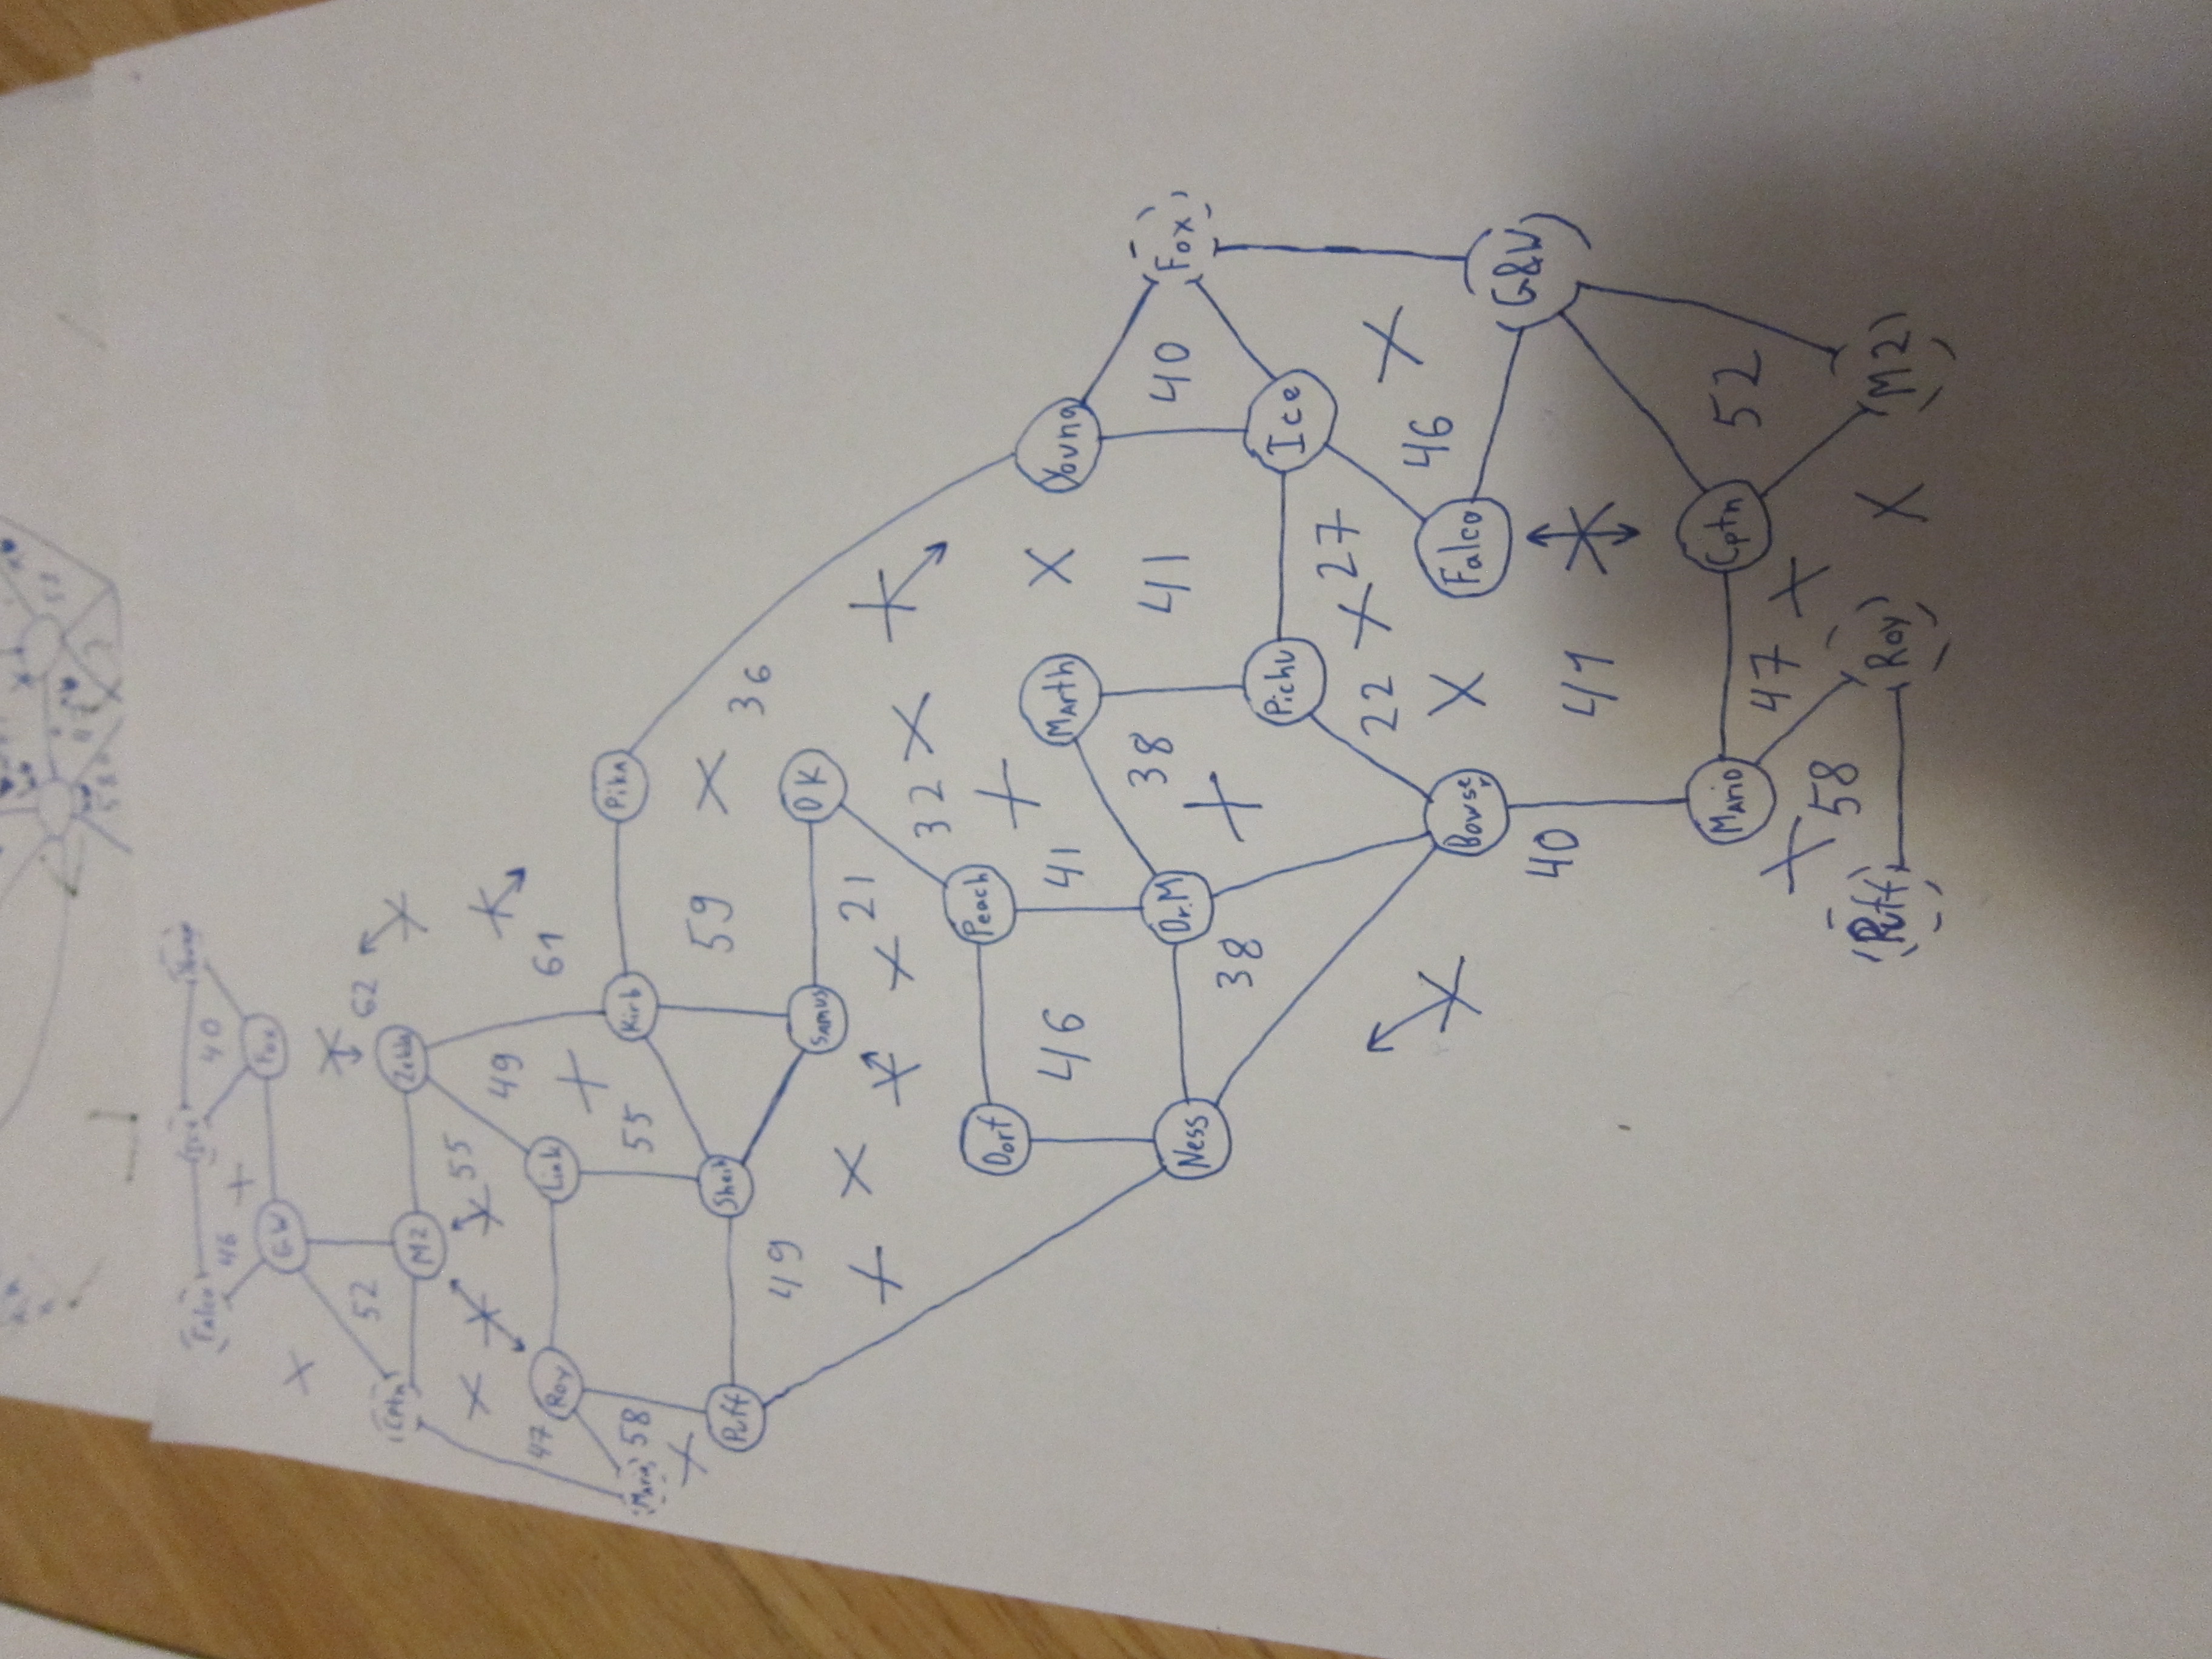 Falco Ice Young
46 + 40
G.W Fox
X
X
52 62
Cptn M2 Zelda X
X X X 55 49 X
47 Roy Link 61
X
Mario 58 55 Kirb Pika
X 59 X 36
Puff Sheik
49 Samus DK
X X X X 21
32 X X
Dorf Peach
X
46 41 Marth X Young
38 41 40 Fox
Ness Dr.M
38 X Pichu Ice
22 X 27 X
46
X Bowser X Falco G&W
40 41 X
Mario Cptn 52
47 X
X 58
Puff Roy X M2